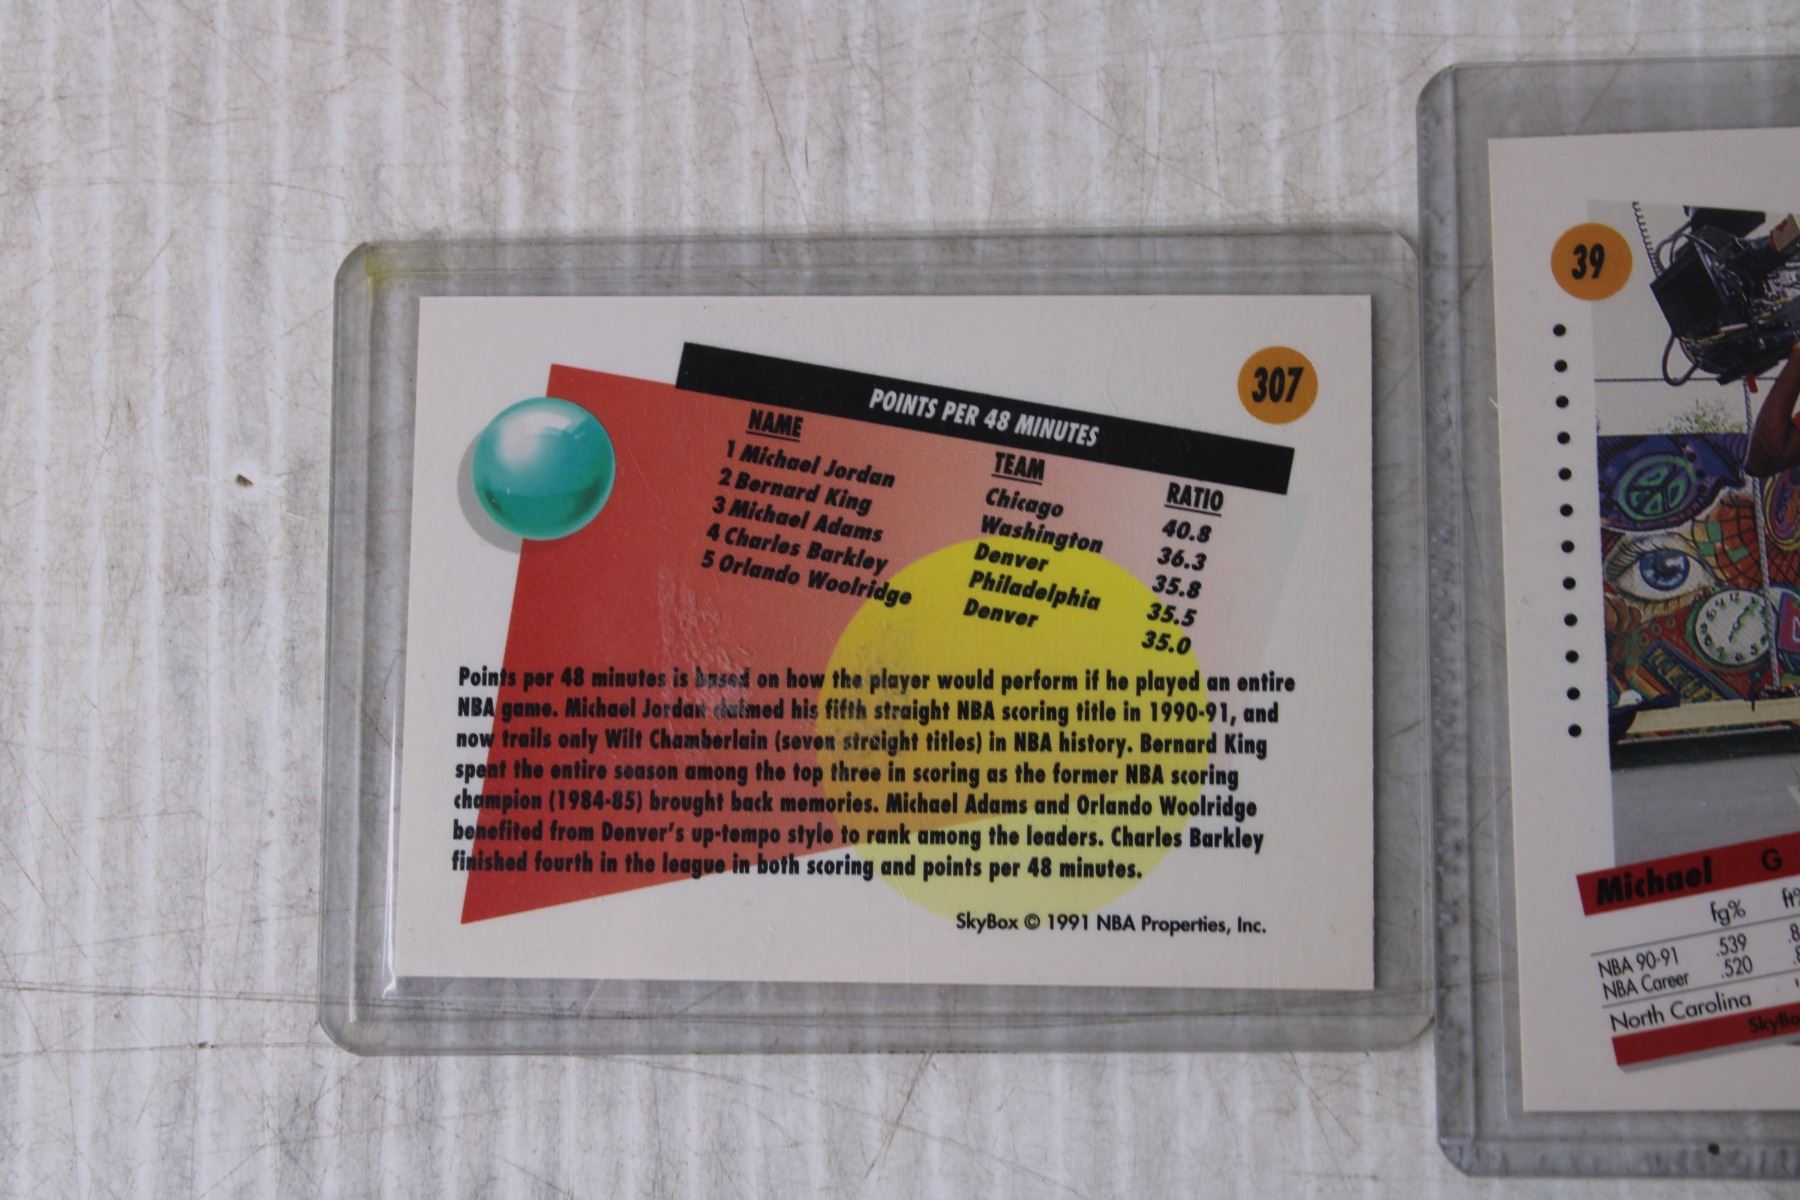 307
POINTS PER 48 MINUTES
NAME TEAM RATIO
1 Michael Jordan Chicago 40.8
2 Bernard King Washington 36.3
3 Michael Adams Denver 35.8
4 Charles Barkley Philadelphia 35.5
5 Orlando Woolridge Denver 35.0
Points per 48 minutes is based on how the player would perform if he played an entire
NBA game. Michael Jordan claimed his fifth straight NBA scoring title in 1990-91, and
now trails only Wilt Chamberlain (seven straight titles) in NBA history. Bernard King
spent the entire season among the top three in scoring as the former NBA scoring
champion (1984-85) brought back memories. Michael Adams and Orlando Woolridge
benefited from Denver's up-tempo style to rank among the leaders. Charles Barkley
finished fourth in the league in both scoring and points per 48 minutes.
SkyBox © 1991 NBA Properties, Inc.
39
Michael G
fg%
NBA 90-91 .539
NBA Career .520
North Carolina